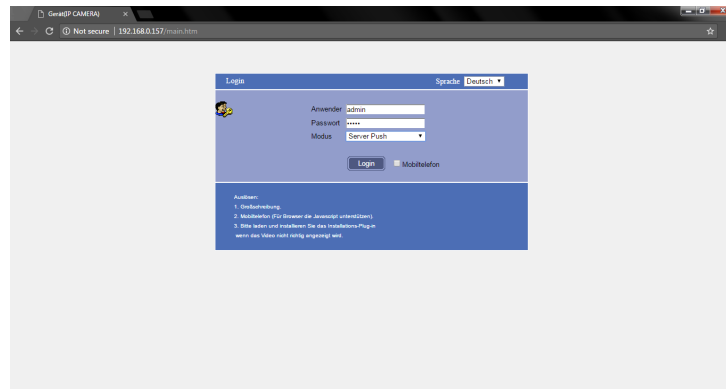 Gerät(IP CAMERA)
Not secure | 192.168.0.157/main.htm
Login Sprache Deutsch
Anwender admin
Passwort •••••
Modus Server Push
Login Mobiltelefon
Auslösen:
1. Großschreibung.
2. Mobiltelefon (Für Browser die Javascript unterstützen).
3. Bitte laden und installieren Sie das Installations-Plug-in
wenn das Video nicht richtig angezeigt wird.